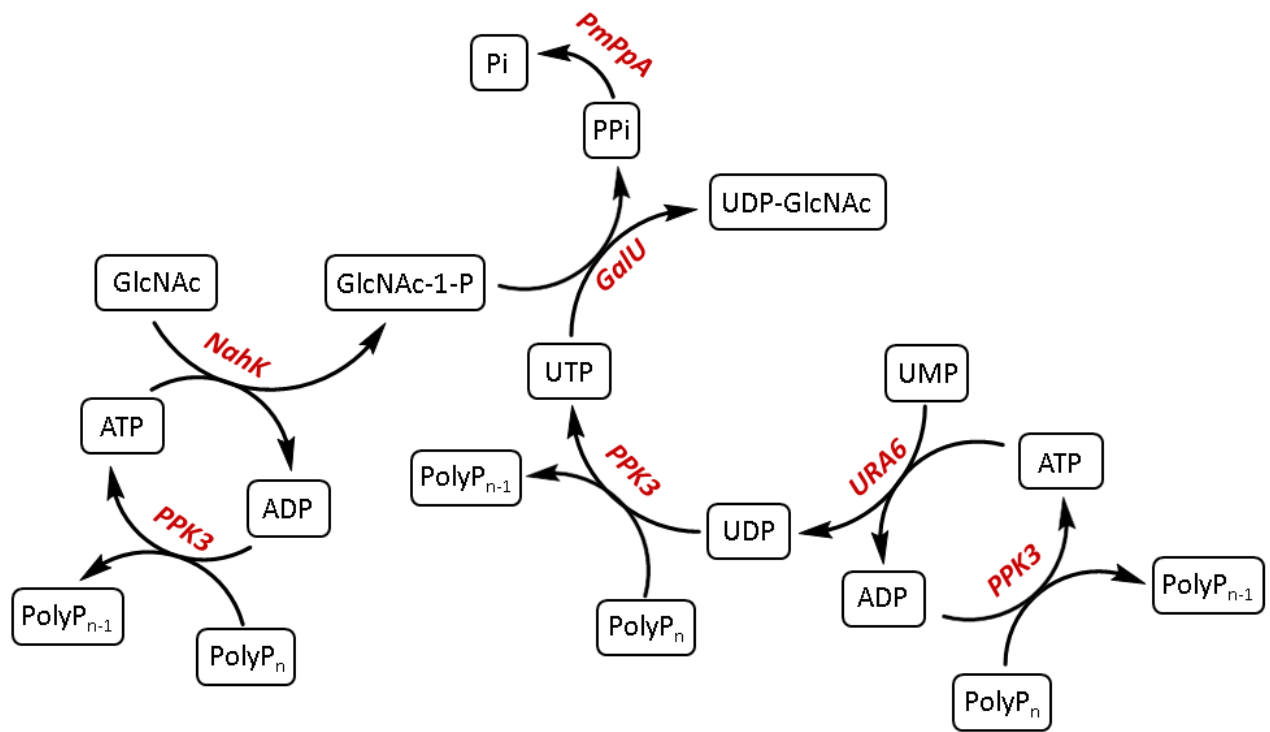 PmPpA
Pi
PPi
UDP-GlcNAc
GalU
GlcNAc
GlcNAc-1-P
NahK
UTP
UMP
ATP
ATP
PolyPn-1
PPK3
URA6
ADP
UDP
PPK3
PPK3
ADP
PolyPn-1
PolyPn-1
PolyPn
PolyPn
PolyPn